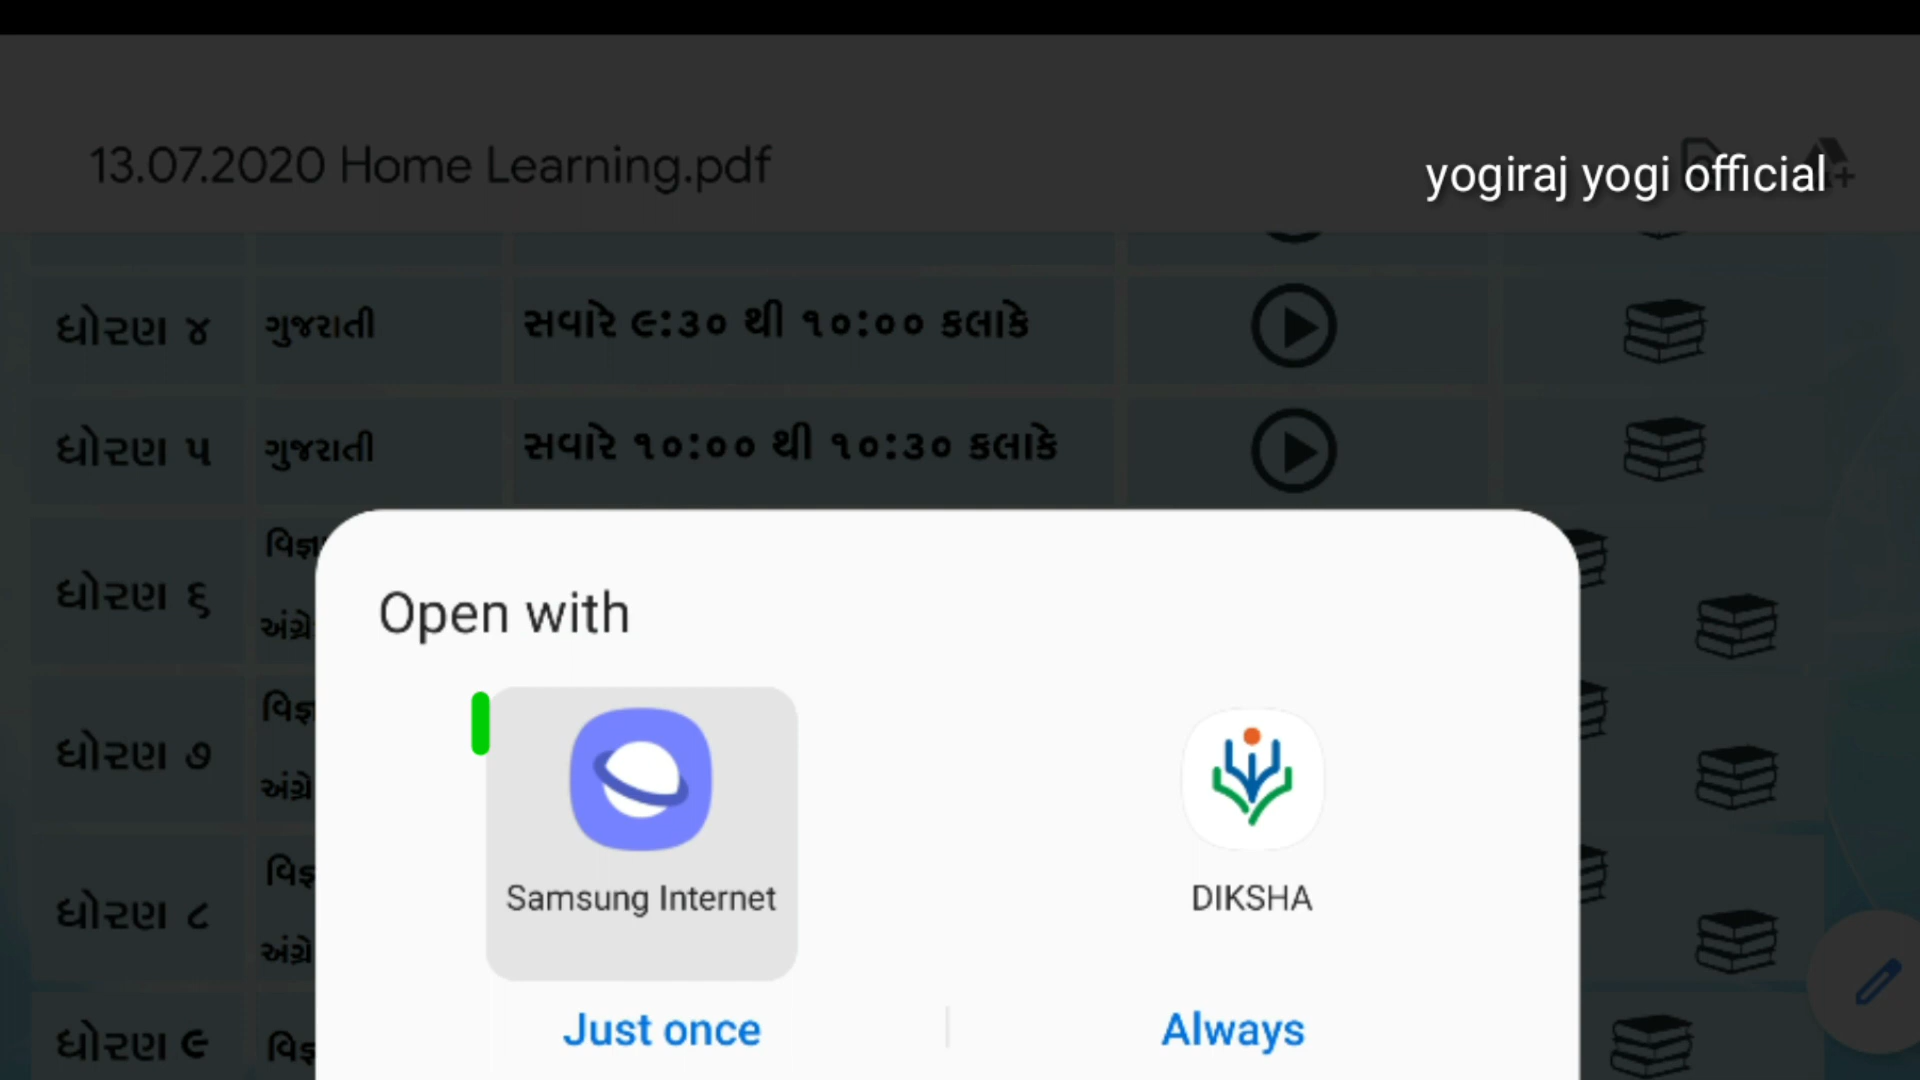 13.07.2020 Home Learning.pdf
yogiraj yogi official
ધોરણ ૪ ગુજરાતી સવારે ૯:૩૦ થી ૧૦:૦૦ કલાકે
ધોરણ ૫ ગુજરાતી સવારે ૧૦:૦૦ થી ૧૦:૩૦ કલાકે
ધોરણ ૬
ધોરણ ૭
ધોરણ ૮
ધોરણ ૯
Open with
Samsung Internet
DIKSHA
Just once
Always